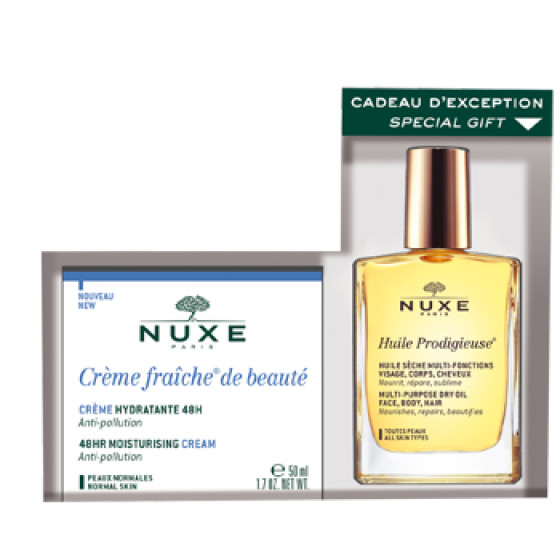 CADEAU D'EXCEPTION
SPECIAL GIFT
NOUVEAU
NEW
NUXE
PARIS
Crème fraîche® de beauté
CRÈME HYDRATANTE 48H
Anti-pollution
48HR MOISTURISING CREAM
Anti-pollution
PEAUX NORMALES
NORMAL SKIN
℮ 50 ml
1.7 OZ. NET WT.
NUXE
PARIS
Huile Prodigieuse®
HUILE SÈCHE MULTI-FONCTIONS
VISAGE, CORPS, CHEVEUX
Nourrit, répare, sublime
MULTI-PURPOSE DRY OIL
FACE, BODY, HAIR
Nourishes, repairs, beautifies
TOUTES PEAUX
ALL SKIN TYPES